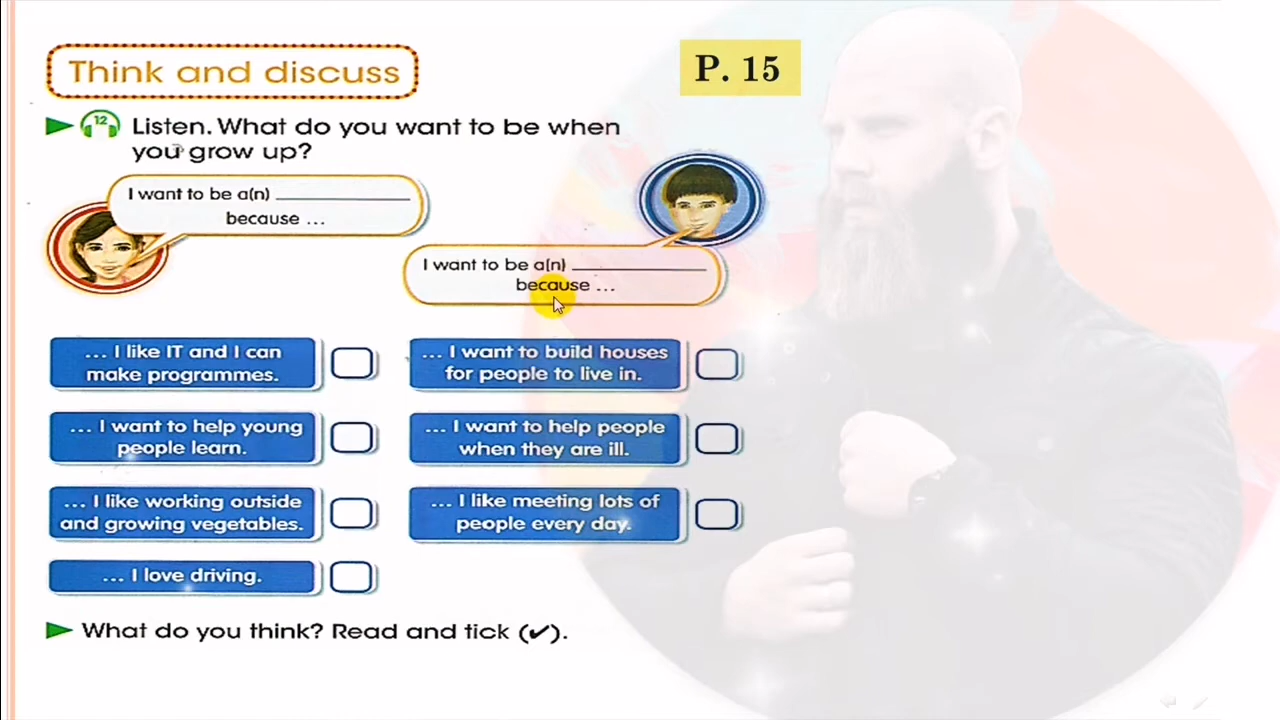 Think and discuss
P. 15
12
Listen. What do you want to be when
you grow up?
I want to be a(n) ____________
because ...
I want to be a(n) ____________
because ...
... I like IT and I can
make programmes.
... I want to build houses
for people to live in.
... I want to help young
people learn.
... I want to help people
when they are ill.
... I like working outside
and growing vegetables.
... I like meeting lots of
people every day.
... I love driving.
What do you think? Read and tick (✔).